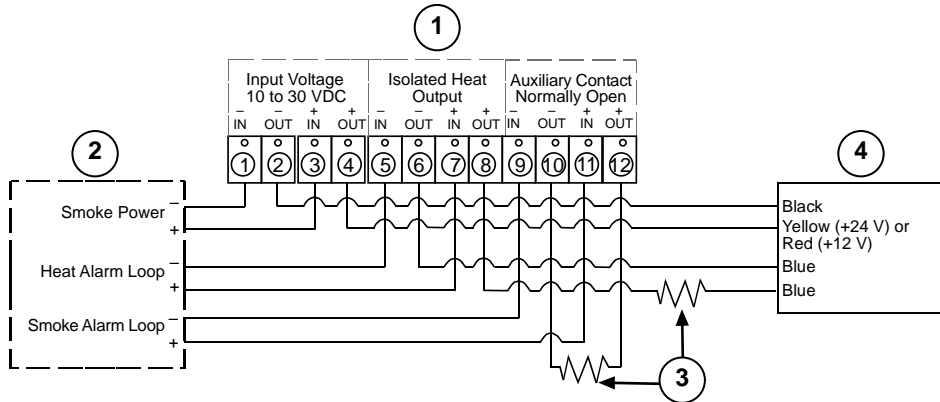 1
Input Voltage
10 to 30 VDC
Isolated Heat
Output
Auxiliary Contact
Normally Open
− − + + − − + + − − + +
IN OUT IN OUT IN OUT IN OUT IN OUT IN OUT
1 2 3 4 5 6 7 8 9 10 11 12
2
Smoke Power −
+
Heat Alarm Loop −
+
Smoke Alarm Loop −
+
4
Black
Yellow (+24 V) or
Red (+12 V)
Blue
Blue
3